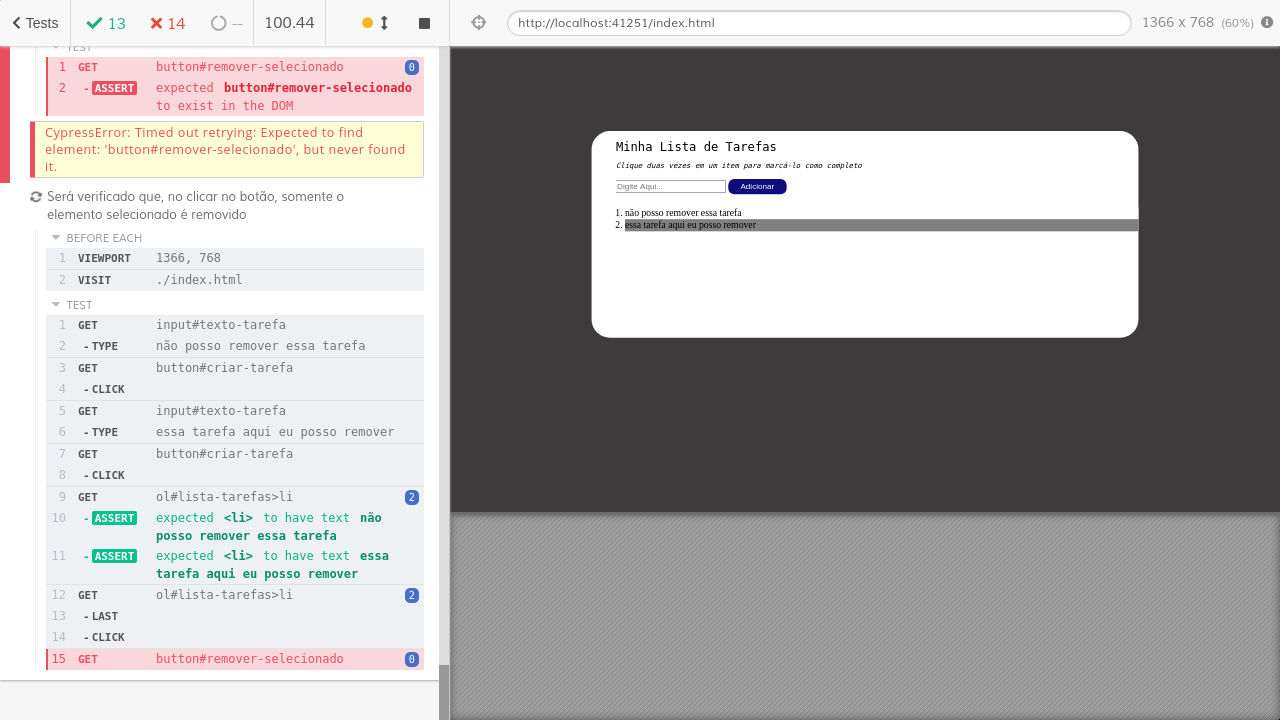 Tests
13
14
--
100.44
http://localhost:41251/index.html
1366 x 768 (60%)
TEST
1 GET button#remover-selecionado 0
2 - ASSERT expected button#remover-selecionado
to exist in the DOM
CypressError: Timed out retrying: Expected to find
element: 'button#remover-selecionado', but never found
it.
Será verificado que, no clicar no botão, somente o
elemento selecionado é removido
BEFORE EACH
1 VIEWPORT 1366, 768
2 VISIT ./index.html
TEST
1 GET input#texto-tarefa
2 - TYPE não posso remover essa tarefa
3 GET button#criar-tarefa
4 - CLICK
5 GET input#texto-tarefa
6 - TYPE essa tarefa aqui eu posso remover
7 GET button#criar-tarefa
8 - CLICK
9 GET ol#lista-tarefas>li 2
10 - ASSERT expected <li> to have text não
posso remover essa tarefa
11 - ASSERT expected <li> to have text essa
tarefa aqui eu posso remover
12 GET ol#lista-tarefas>li 2
13 - LAST
14 - CLICK
15 GET button#remover-selecionado 0
Minha Lista de Tarefas
Clique duas vezes em um item para marcá-lo como completo
Digite Aqui...
Adicionar
1. não posso remover essa tarefa
2. essa tarefa aqui eu posso remover